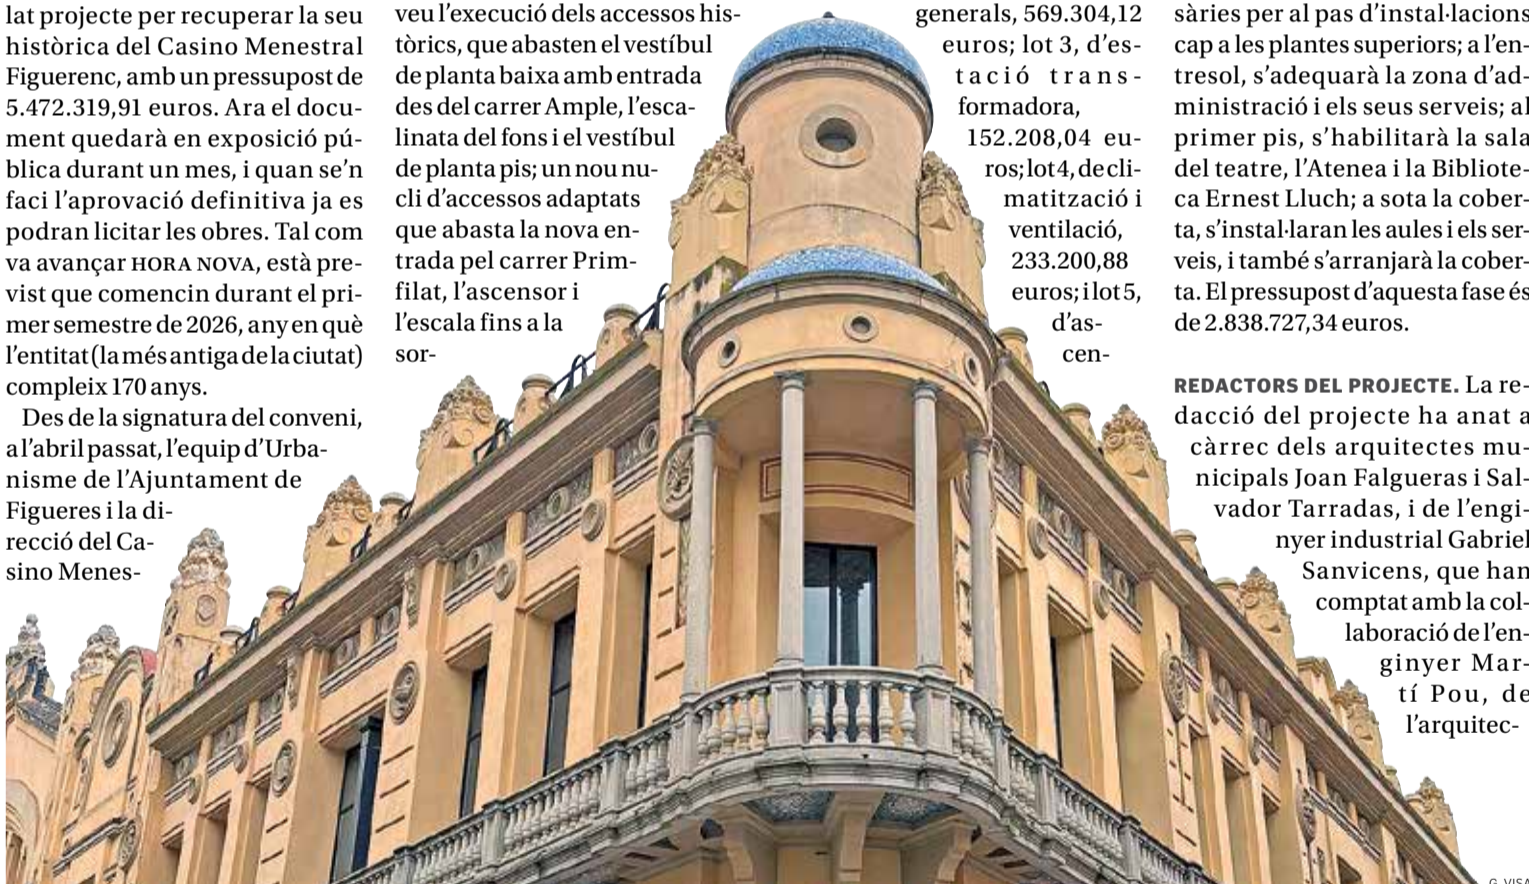 lat projecte per recuperar la seu
històrica del Casino Menestral
Figuerenc, amb un pressupost de
5.472.319,91 euros. Ara el docu-
ment quedarà en exposició pú-
blica durant un mes, i quan se’n
faci l’aprovació definitiva ja es
podran licitar les obres. Tal com
va avançar HORA NOVA, està pre-
vist que comencin durant el pri-
mer semestre de 2026, any en què
l’entitat (la més antiga de la ciutat)
compleix 170 anys.
Des de la signatura del conveni,
a l’abril passat, l’equip d’Urba-
nisme de l’Ajuntament de
Figueres i la di-
recció del Ca-
sino Menes-
veu l’execució dels accessos his-
tòrics, que abasten el vestíbul
de planta baixa amb entrada
des del carrer Ample, l’esca-
linata del fons i el vestíbul
de planta pis; un nou nu-
cli d’accessos adaptats
que abasta la nova en-
trada pel carrer Prim-
filat, l’ascensor i
l’escala fins a la
sor-
generals, 569.304,12
euros; lot 3, d’es-
tació trans-
formadora,
152.208,04 eu-
ros; lot 4, de cli-
matització i
ventilació,
233.200,88
euros; i lot 5,
d’as-
cen-
sàries per al pas d’instal·lacions
cap a les plantes superiors; a l’en-
tresol, s’adequarà la zona d’ad-
ministració i els seus serveis; al
primer pis, s’habilitarà la sala
del teatre, l’Atenea i la Bibliote-
ca Ernest Lluch; a sota la cober-
ta, s’instal·laran les aules i els ser-
veis, i també s’arranjarà la cober-
ta. El pressupost d’aquesta fase és
de 2.838.727,34 euros.
REDACTORS DEL PROJECTE. La re-
dacció del projecte ha anat a
càrrec dels arquitectes mu-
nicipals Joan Falgueras i Sal-
vador Tarradas, i de l’engi-
nyer industrial Gabriel
Sanvicens, que han
comptat amb la col-
laboració de l’en-
ginyer Mar-
tí Pou, de
l’arquitec-
G. VISA